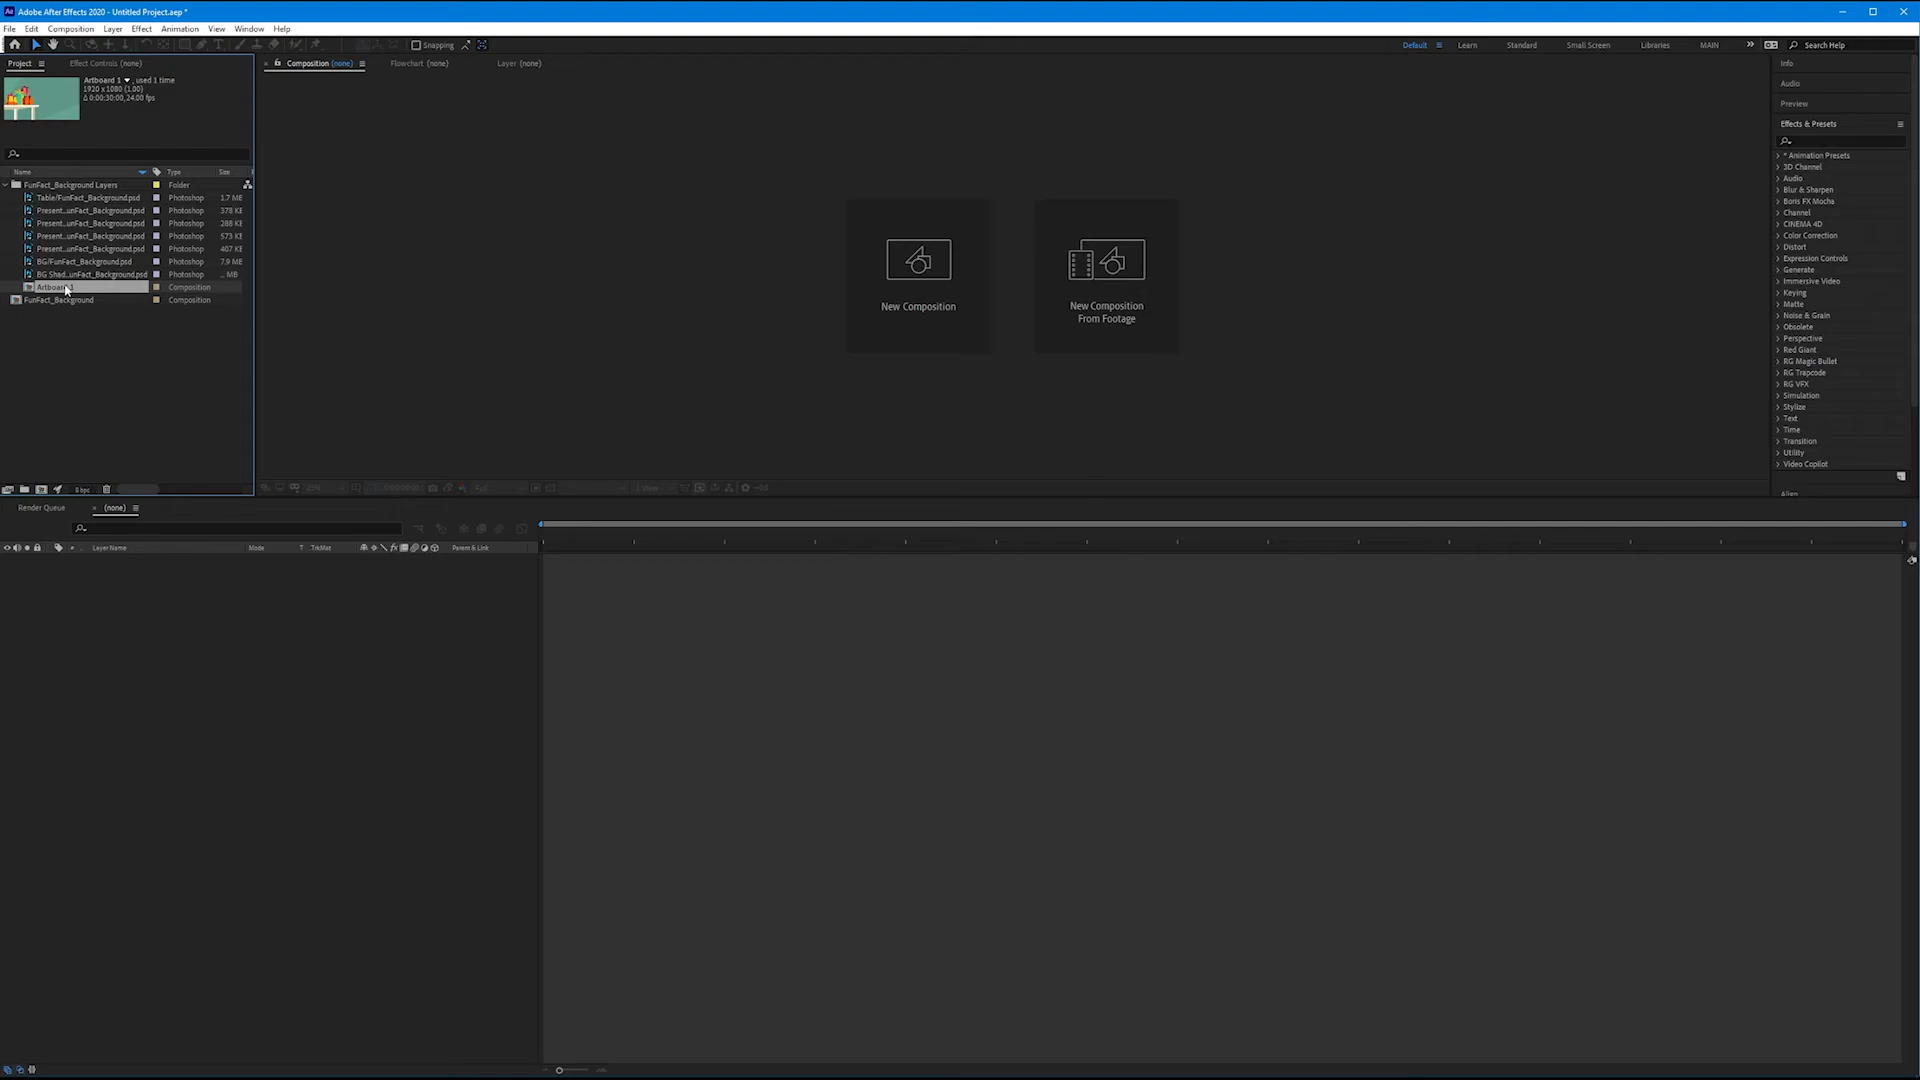 Adobe After Effects 2020 - Untitled Project.aep *
File Edit Composition Layer Effect Animation View Window Help
Snapping
Default Learn Standard Small Screen Libraries MAIN Search Help
Project Effect Controls (none)
Composition (none) Flowchart (none) Layer (none)
Artboard 1 , used 1 time
1920 x 1080 (1.00)
Δ 0:00:30:00, 24.00 fps
Name Type Size
FunFact_Background Layers Folder
Table/FunFact_Background.psd Photoshop 1.7 ME
Present...unFact_Background.psd Photoshop 378 KE
Present...unFact_Background.psd Photoshop 288 KE
Present...unFact_Background.psd Photoshop 573 KE
Present...unFact_Background.psd Photoshop 407 KE
BG/FunFact_Background.psd Photoshop 7.9 ME
BG Shad...unFact_Background.psd Photoshop ... MB
Artboard 1 Composition
FunFact_Background Composition
8 bpc
New Composition
New Composition
From Footage
Info
Audio
Preview
Effects & Presets
* Animation Presets
3D Channel
Audio
Blur & Sharpen
Boris FX Mocha
Channel
CINEMA 4D
Color Correction
Distort
Expression Controls
Generate
Immersive Video
Keying
Matte
Noise & Grain
Obsolete
Perspective
Red Giant
RG Magic Bullet
RG Trapcode
RG VFX
Simulation
Stylize
Text
Time
Transition
Utility
Video Copilot
Align
Render Queue (none)
# Layer Name Mode T .TrkMat Parent & Link